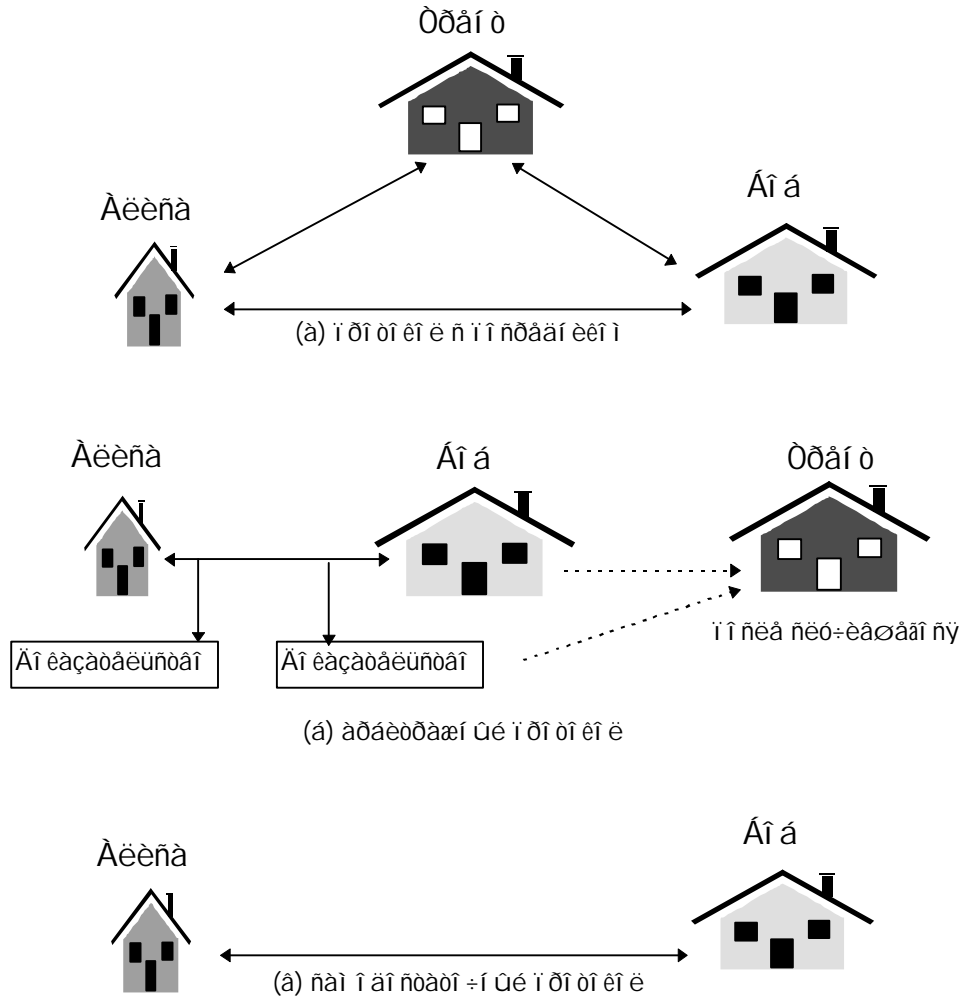 Òðåí ò
Àëèñà
Áî á
(à) ï ðî òî êî ë ñ ï î ñðåäí èêî ì
Àëèñà
Áî á
Òðåí ò
ï î ñëå ñëó÷èâØåãî ñÿ
Äî êàçàòåëüñòâî
Äî êàçàòåëüñòâî
(á) àðáèòðàæí ûé ï ðî òî êî ë
Àëèñà
Áî á
(â) ñàì î äî ñòàòî ÷í ûé ï ðî òî êî ë